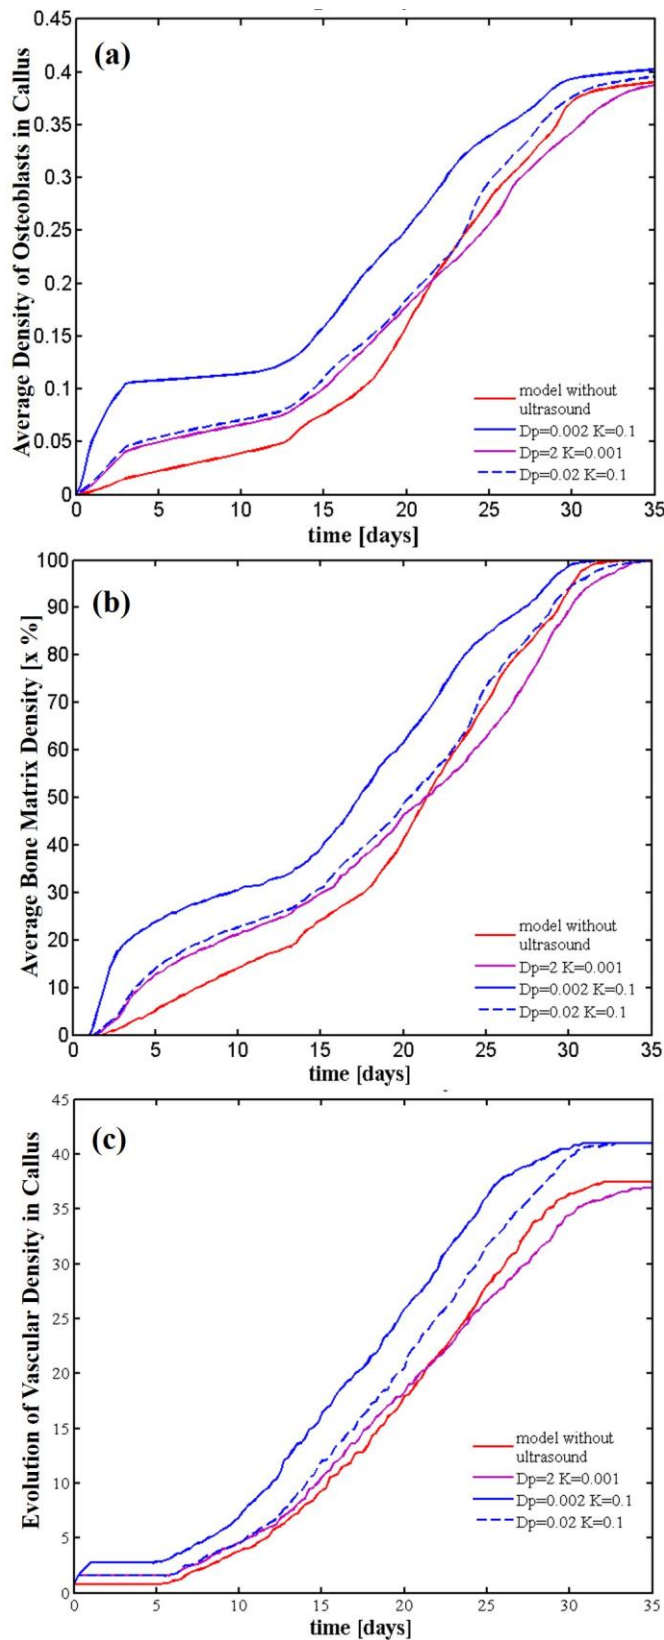 (a)
Average Density of Osteoblasts in Callus
0.45
0.4
0.35
0.3
0.25
0.2
0.15
0.1
0.05
0
model without
ultrasound
Dp=0.002 K=0.1
Dp=2 K=0.001
Dp=0.02 K=0.1
0 5 10 15 20 25 30 35
time [days]
(b)
Average Bone Matrix Density [x %]
100
90
80
70
60
50
40
30
20
10
0
model without
ultrasound
Dp=2 K=0.001
Dp=0.002 K=0.1
Dp=0.02 K=0.1
0 5 10 15 20 25 30 35
time [days]
(c)
Evolution of Vascular Density in Callus
45
40
35
30
25
20
15
10
5
0
model without
ultrasound
Dp=2 K=0.001
Dp=0.002 K=0.1
Dp=0.02 K=0.1
0 5 10 15 20 25 30 35
time [days]